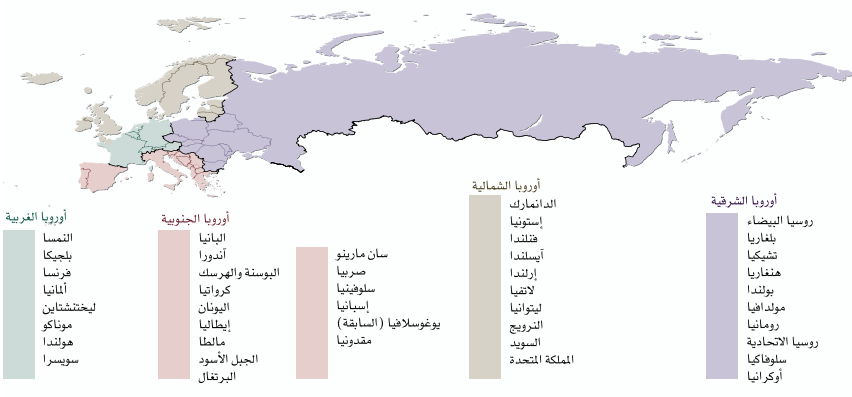 أوروبا الشرقية
روسيا البيضاء
بلغاريا
تشيكيا
هنغاريا
بولندا
مولدافيا
رومانيا
روسيا الاتحادية
سلوفاكيا
أوكرانيا
أوروبا الشمالية
الدانمارك
إستونيا
فنلندا
آيسلندا
إرلندا
لاتفيا
ليتوانيا
النرويج
السويد
المملكة المتحدة
أوروبا الجنوبية
البانيا
آندورا
البوسنة والهرسك
كرواتيا
اليونان
إيطاليا
مالطا
الجبل الأسود
البرتغال
سان مارينو
صربيا
سلوفينيا
إسبانيا
يوغوسلافيا (السابقة)
مقدونيا
أوروبا الغربية
النمسا
بلجيكا
فرنسا
ألمانيا
ليختنشتاين
موناكو
هولندا
سويسرا